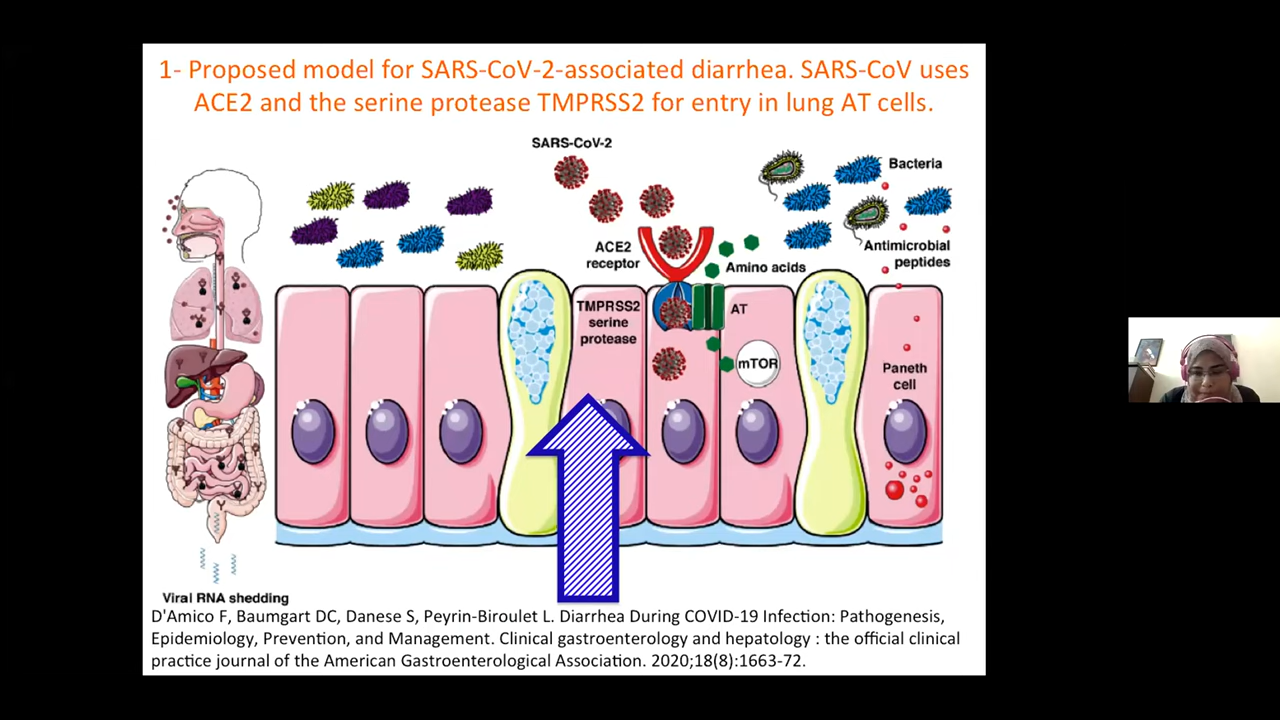 1- Proposed model for SARS-CoV-2-associated diarrhea. SARS-CoV uses
ACE2 and the serine protease TMPRSS2 for entry in lung AT cells.
SARS-CoV-2
Bacteria
ACE2
receptor
Antimicrobial
peptides
Amino acids
TMPRSS2
serine
protease
AT
mTOR
Paneth
cell
Viral RNA shedding
D'Amico F, Baumgart DC, Danese S, Peyrin-Biroulet L. Diarrhea During COVID-19 Infection: Pathogenesis,
Epidemiology, Prevention, and Management. Clinical gastroenterology and hepatology : the official clinical
practice journal of the American Gastroenterological Association. 2020;18(8):1663-72.